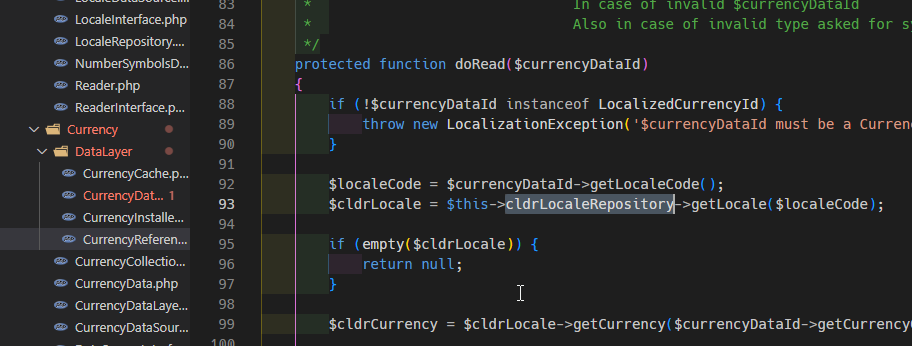 LocaleInterface.php
LocaleRepository....
NumberSymbolsD...
Reader.php
ReaderInterface.p...
Currency
DataLayer
CurrencyCache.p...
CurrencyDat... 1
CurrencyInstalle...
CurrencyReferen...
CurrencyCollectio...
CurrencyData.php
CurrencyDataLaye...
CurrencyDataSour...
83 * In case of invalid $currencyDataId
84 * Also in case of invalid type asked for sy
85 */
86 protected function doRead($currencyDataId)
87 {
88 if (!$currencyDataId instanceof LocalizedCurrencyId) {
89 throw new LocalizationException('$currencyDataId must be a Curren
90 }
91
92 $localeCode = $currencyDataId->getLocaleCode();
93 $cldrLocale = $this->cldrLocaleRepository->getLocale($localeCode);
94
95 if (empty($cldrLocale)) {
96 return null;
97 }
98
99 $cldrCurrency = $cldrLocale->getCurrency($currencyDataId->getCurrency
100